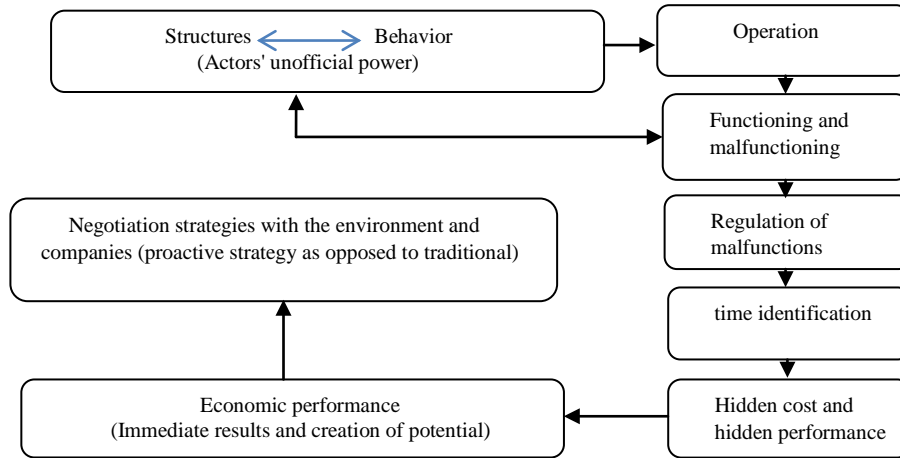 Structures Behavior
(Actors' unofficial power)
Operation
Functioning and
malfunctioning
Regulation of
malfunctions
time identification
Hidden cost and
hidden performance
Economic performance
(Immediate results and creation of potential)
Negotiation strategies with the environment and
companies (proactive strategy as opposed to traditional)